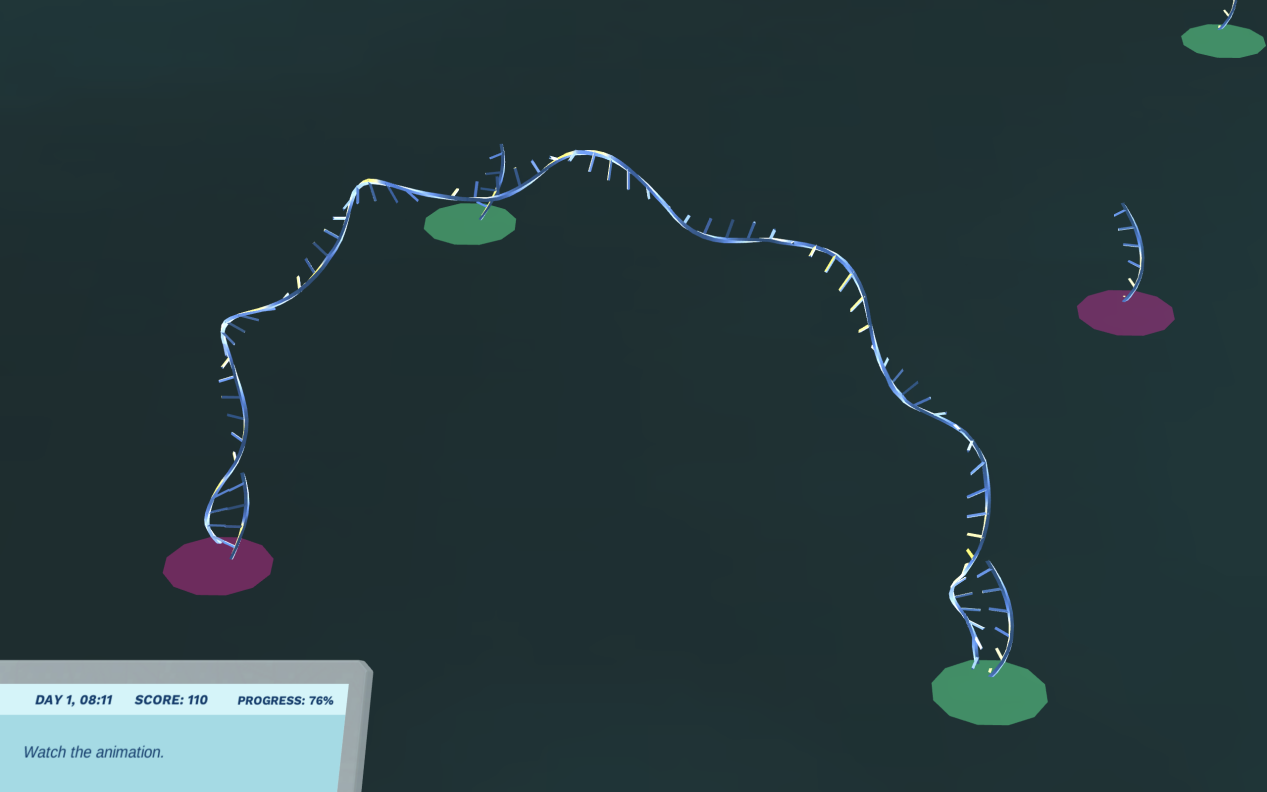 DAY 1, 08:11 SCORE: 110 PROGRESS: 76%
Watch the animation.